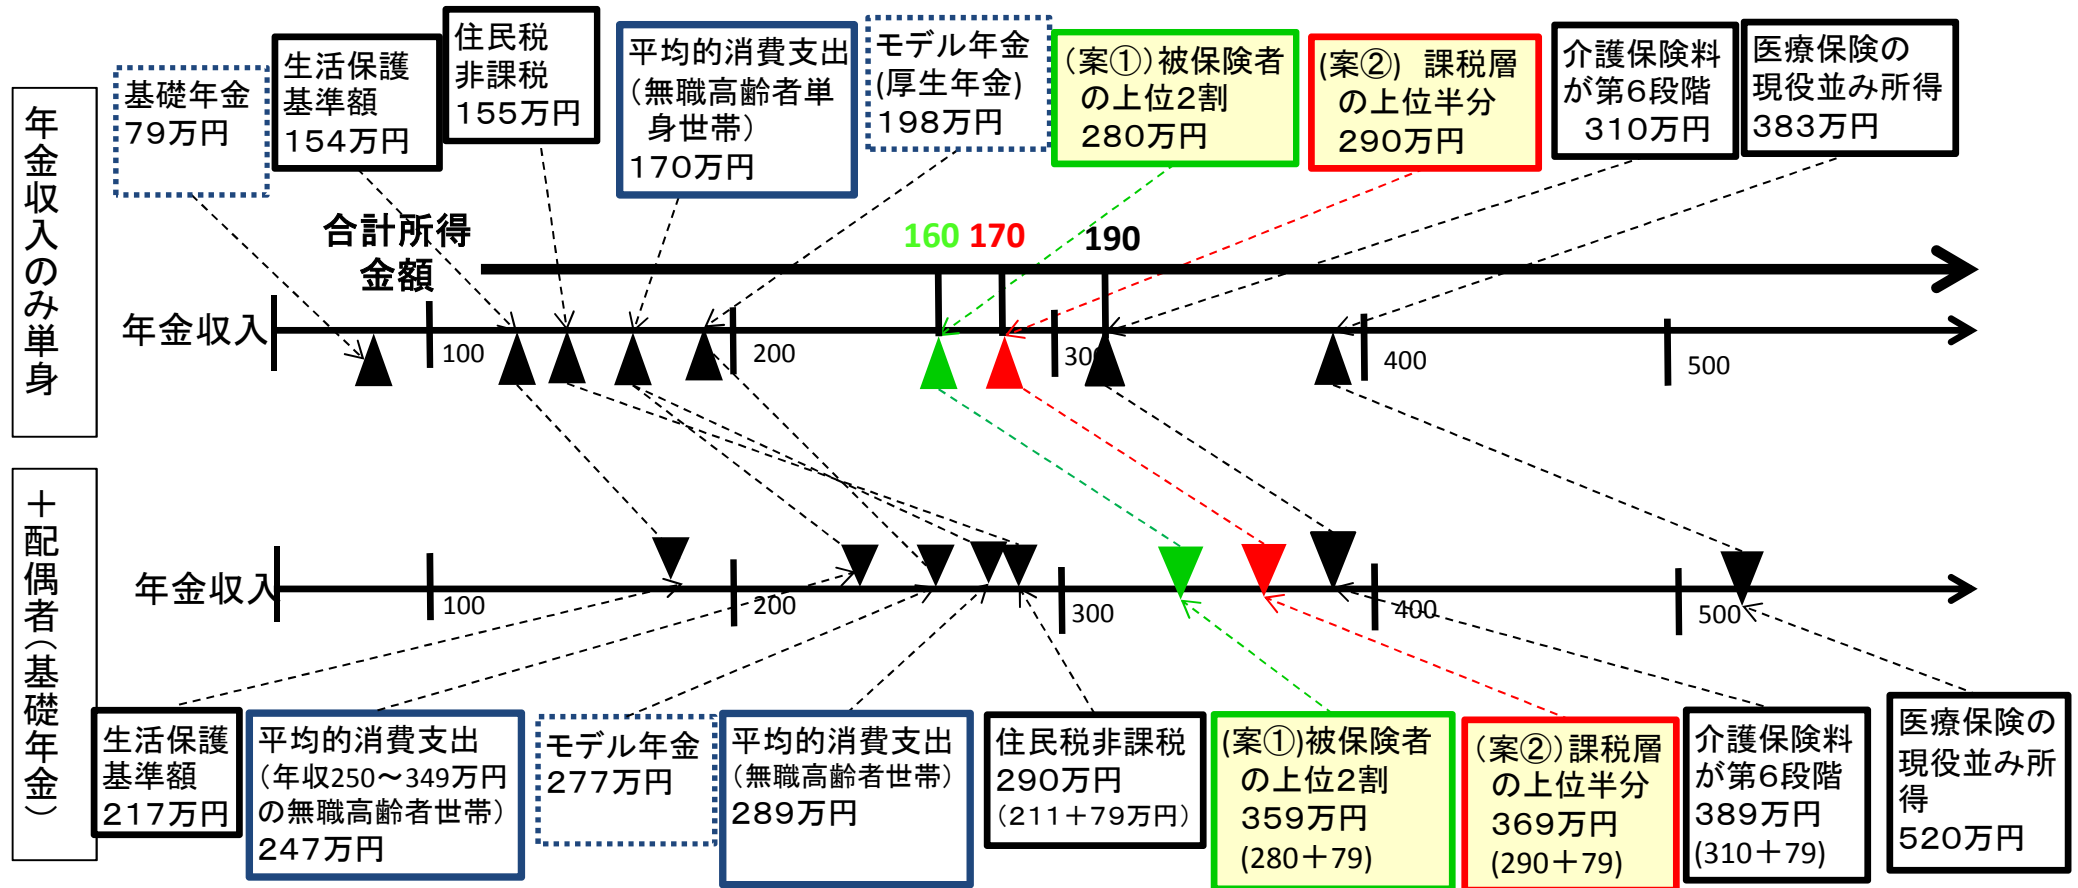 年金収入のみ単身
基礎年金
79万円
生活保護
基準額
154万円
住民税
非課税
155万円
平均的消費支出
（無職高齢者単
身世帯）
170万円
モデル年金
(厚生年金)
198万円
（案①）被保険者
の上位2割
280万円
(案②) 課税層
の上位半分
290万円
介護保険料
が第6段階
310万円
医療保険の
現役並み所得
383万円
合計所得
金額
160
170
190
年金収入
100
200
300
400
500
＋配偶者（基礎年金）
年金収入
100
200
300
400
500
生活保護
基準額
217万円
平均的消費支出
（年収250～349万円
の無職高齢者世帯）
247万円
モデル年金
277万円
平均的消費支出
（無職高齢者世帯）
289万円
住民税非課税
290万円
（211＋79万円）
(案①)被保険者
の上位2割
359万円
(280＋79)
（案②）課税層
の上位半分
369万円
(290＋79)
介護保険料
が第6段階
389万円
(310＋79)
医療保険の
現役並み所
得
520万円